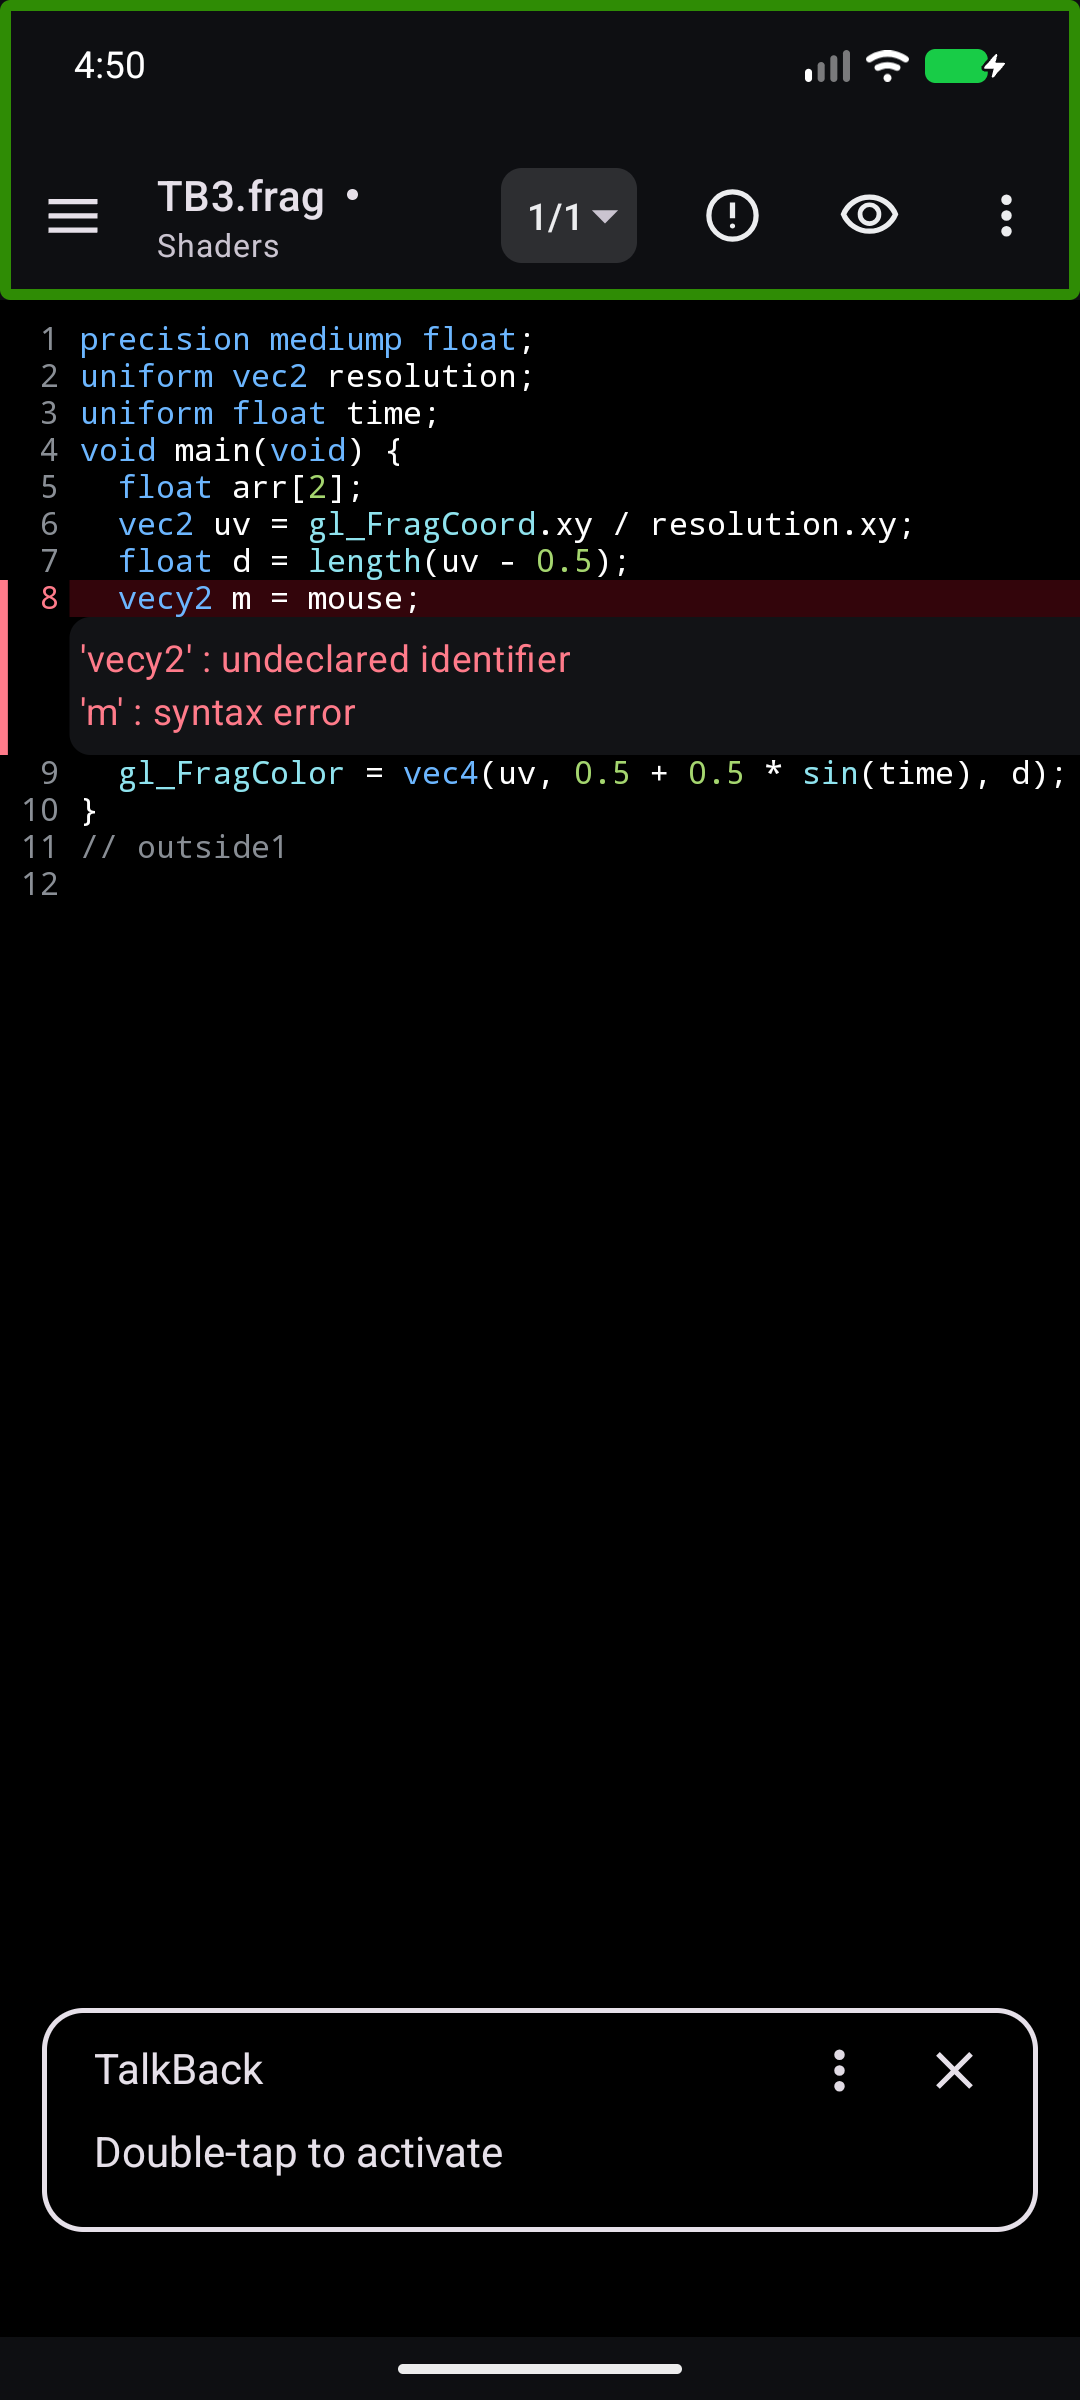 4:50
TB3.frag •
Shaders
1/1
1 precision mediump float;
2 uniform vec2 resolution;
3 uniform float time;
4 void main(void) {
5   float arr[2];
6   vec2 uv = gl_FragCoord.xy / resolution.xy;
7   float d = length(uv - 0.5);
8   vecy2 m = mouse;
'vecy2' : undeclared identifier
'm' : syntax error
9   gl_FragColor = vec4(uv, 0.5 + 0.5 * sin(time), d);
10 }
11 // outside1
12
TalkBack
Double-tap to activate